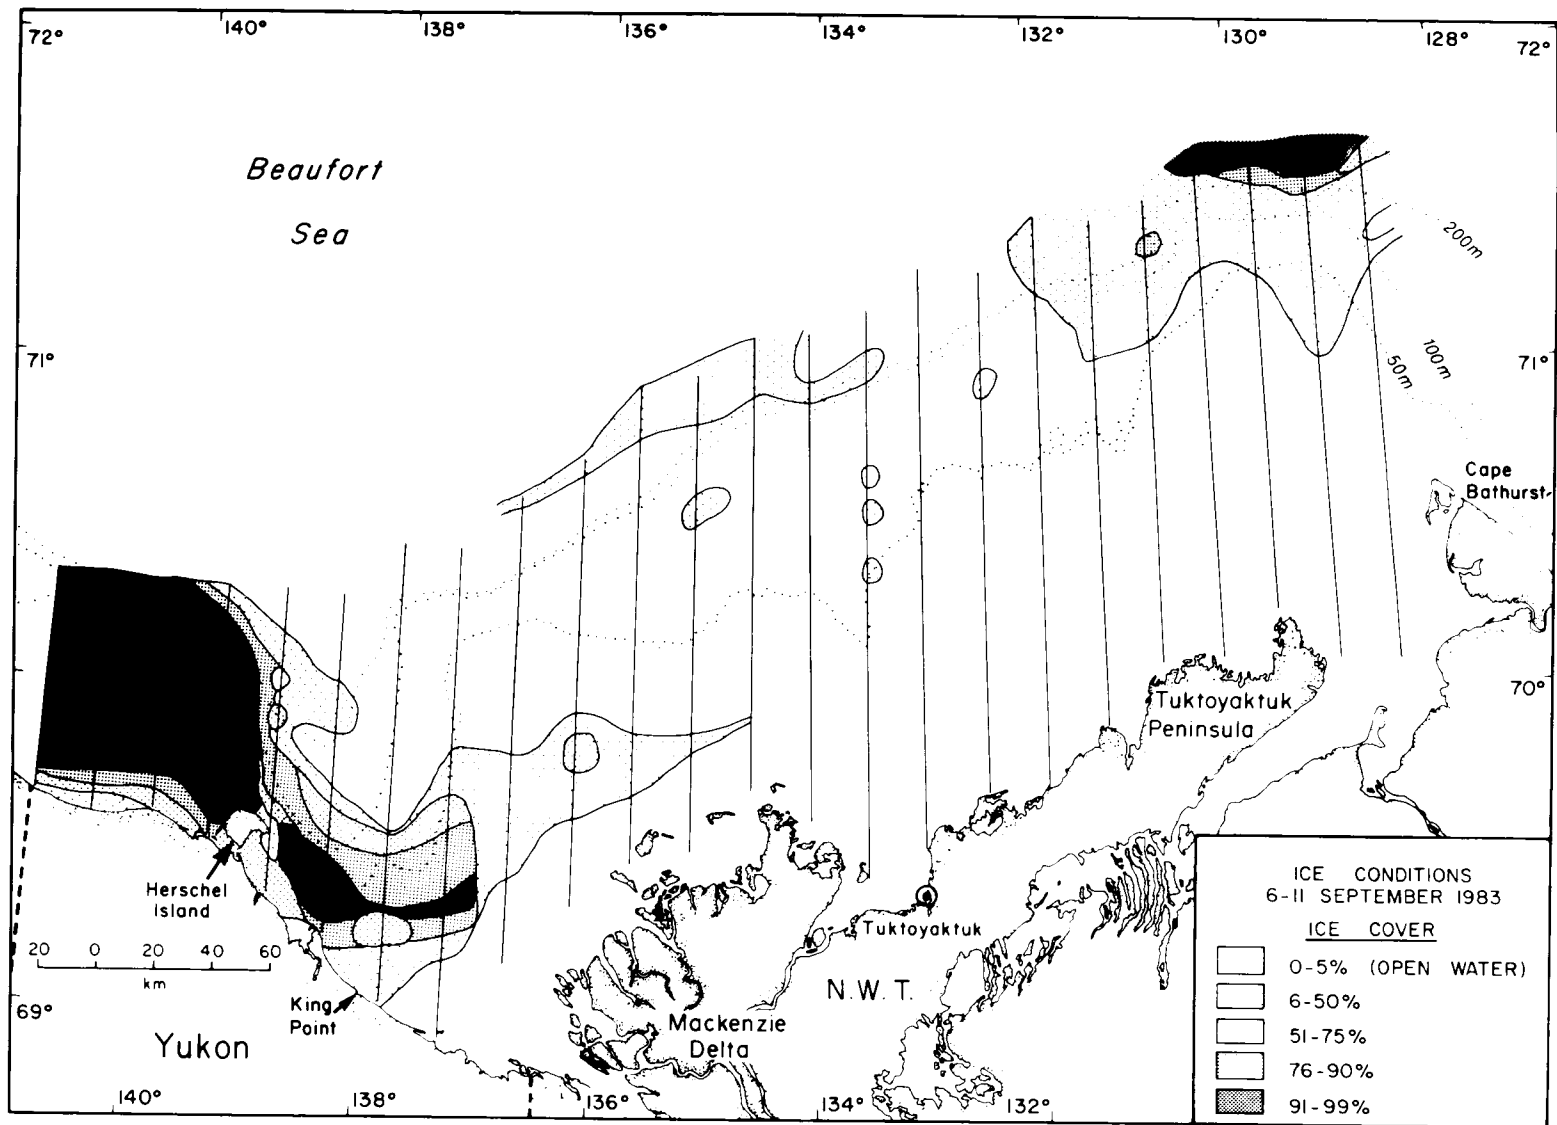 140° 138° 136° 134° 132° 130° 128°
72° 72°
Beaufort
Sea
200m
71° 100m 71°
50m
Cape
Bathurst
70°
Tuktoyaktuk
Peninsula
Herschel
Island
Tuktoyaktuk
20 0 20 60
km
N.W.T.
69°
King
Point
Mackenzie
Delta
Yukon
140° 138° 136° 134° 132°
ICE CONDITIONS
6-11 SEPTEMBER 1983
ICE COVER
0-5% (OPEN WATER)
6-50%
51-75%
76-90%
91-99%